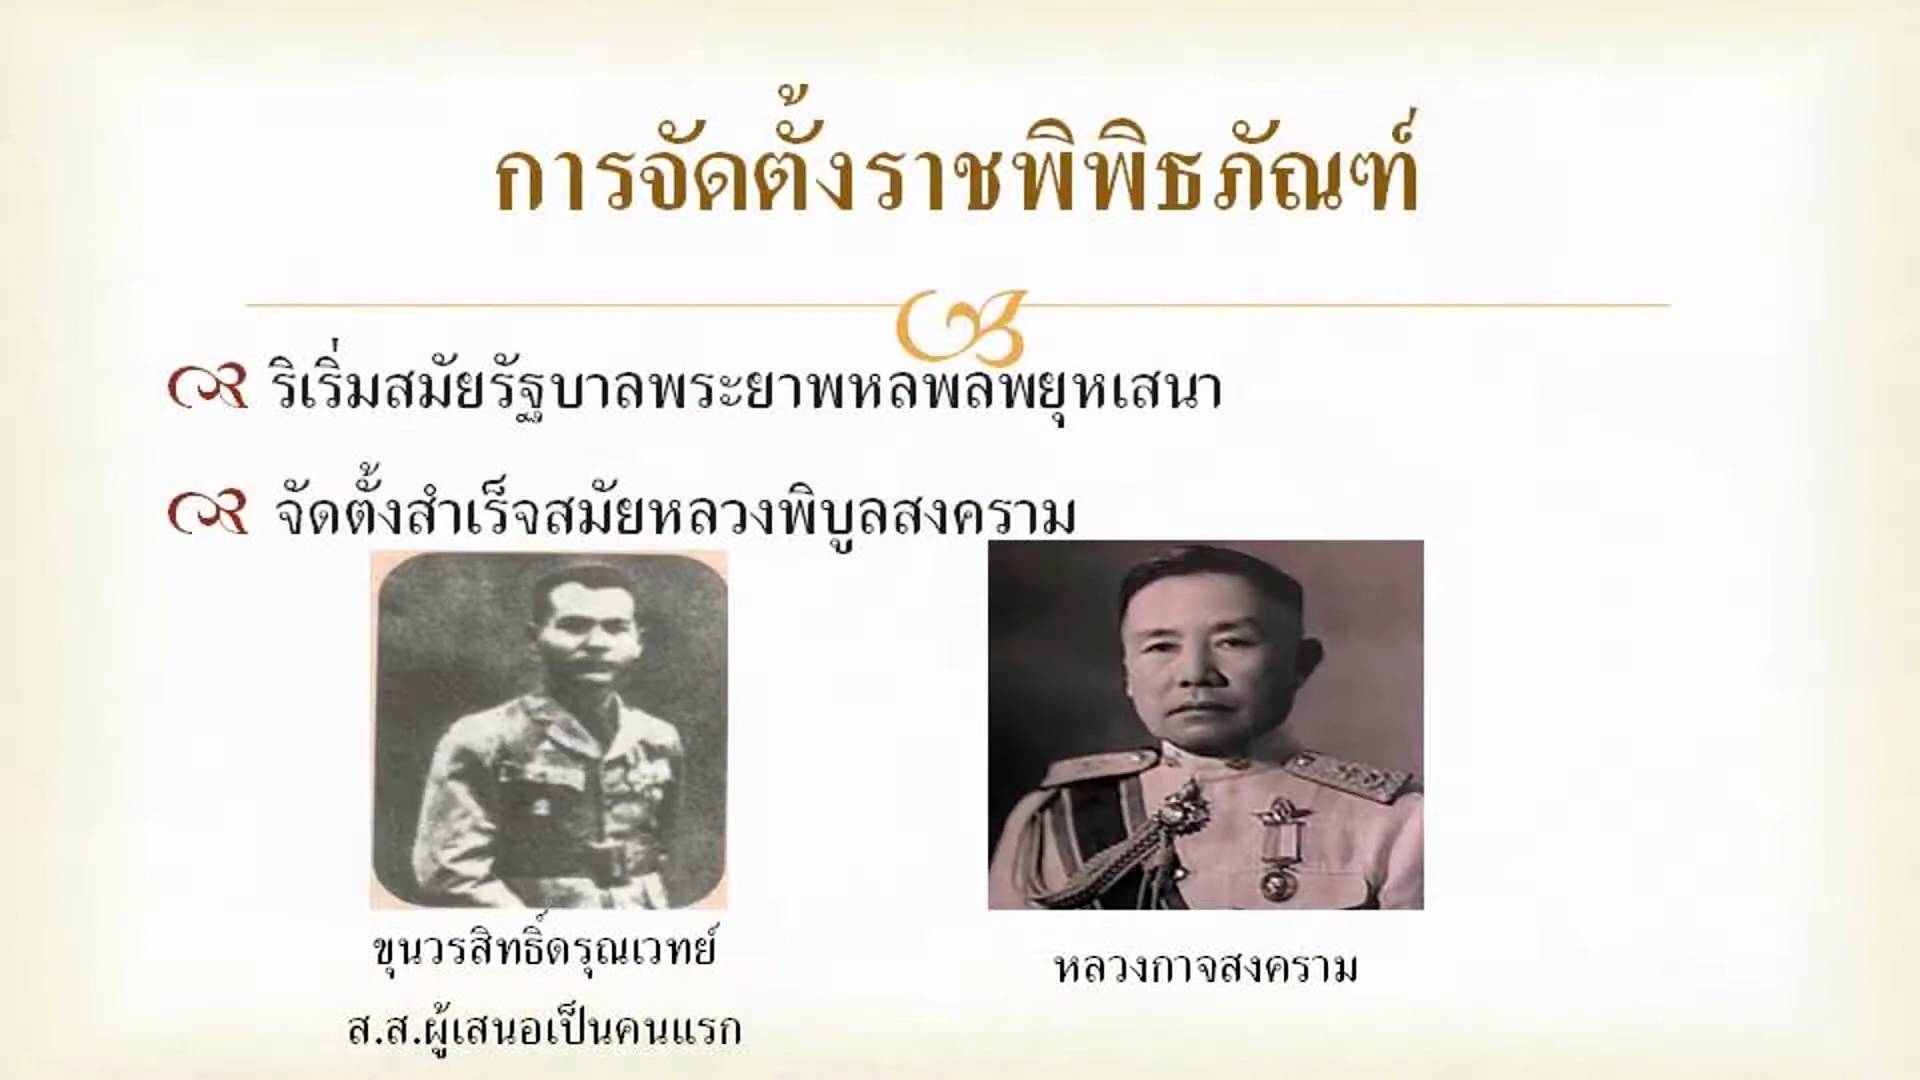 การจัดตั้งราชพิพิธภัณฑ์
ริเริ่มสมัยรัฐบาลพระยาพหลพลพยุหเสนา
จัดตั้งสำเร็จสมัยหลวงพิบูลสงคราม
ขุนวรสิทธิ์ดรุณเวทย์
หลวงกาจสงคราม
ส.ส.ผู้เสนอเป็นคนแรก